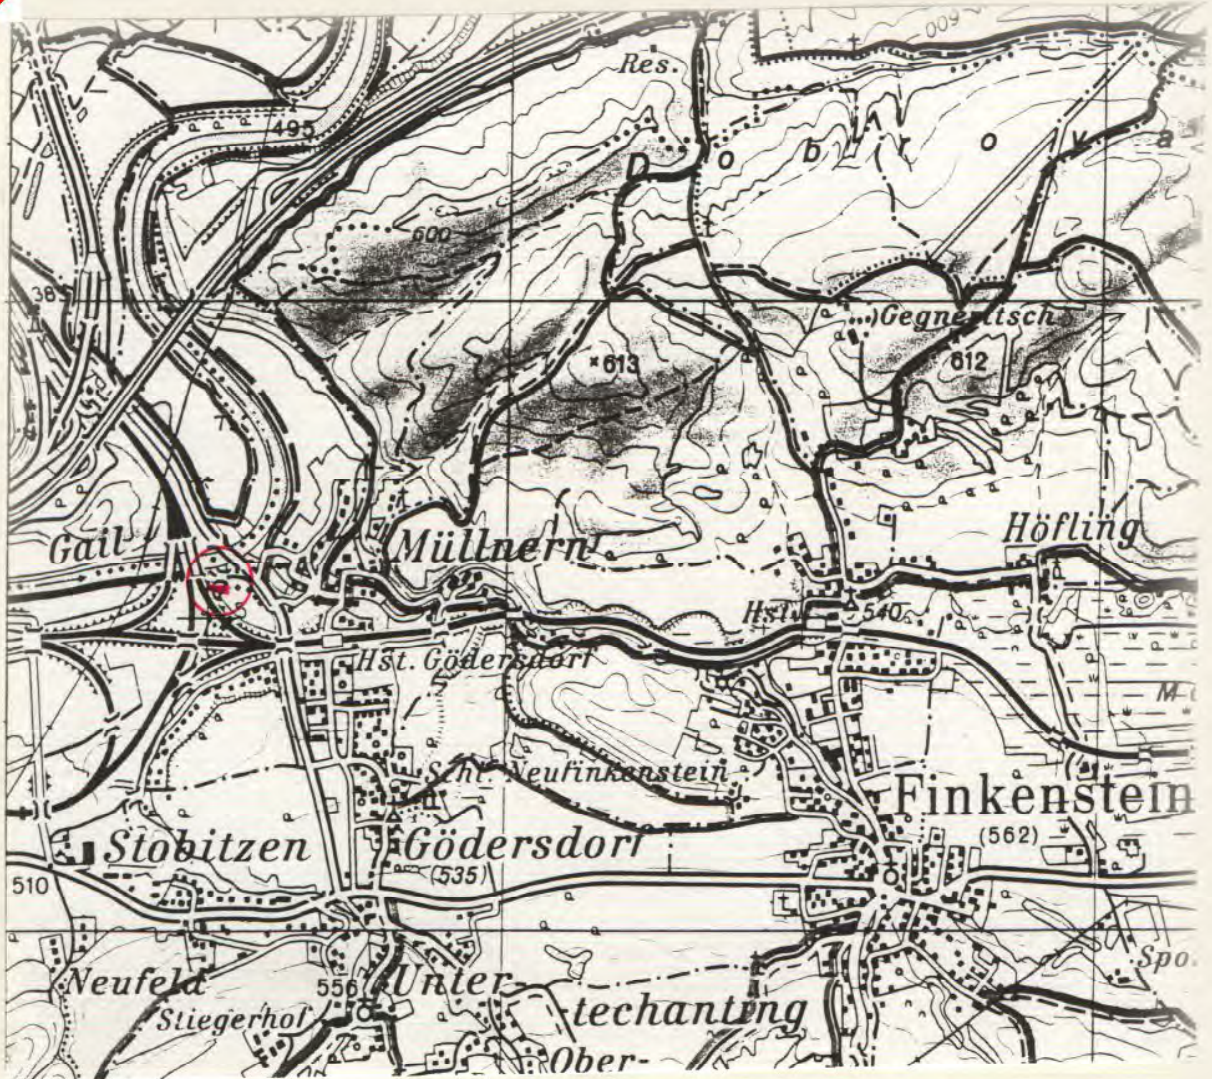 600
Res.
495
D o b r o v a
600
385
Gegneritsch
613
612
Gail
Müllnern
Höfling
Hst.
540
Hst. Gödersdorf
M
Schl. Neufinkenstein
Finkenstein
(562)
Stobitzen
Gödersdorf
(535)
510
Neufeld
556
Unter-
Spo.
Stiegerhof
techanting
Ober-